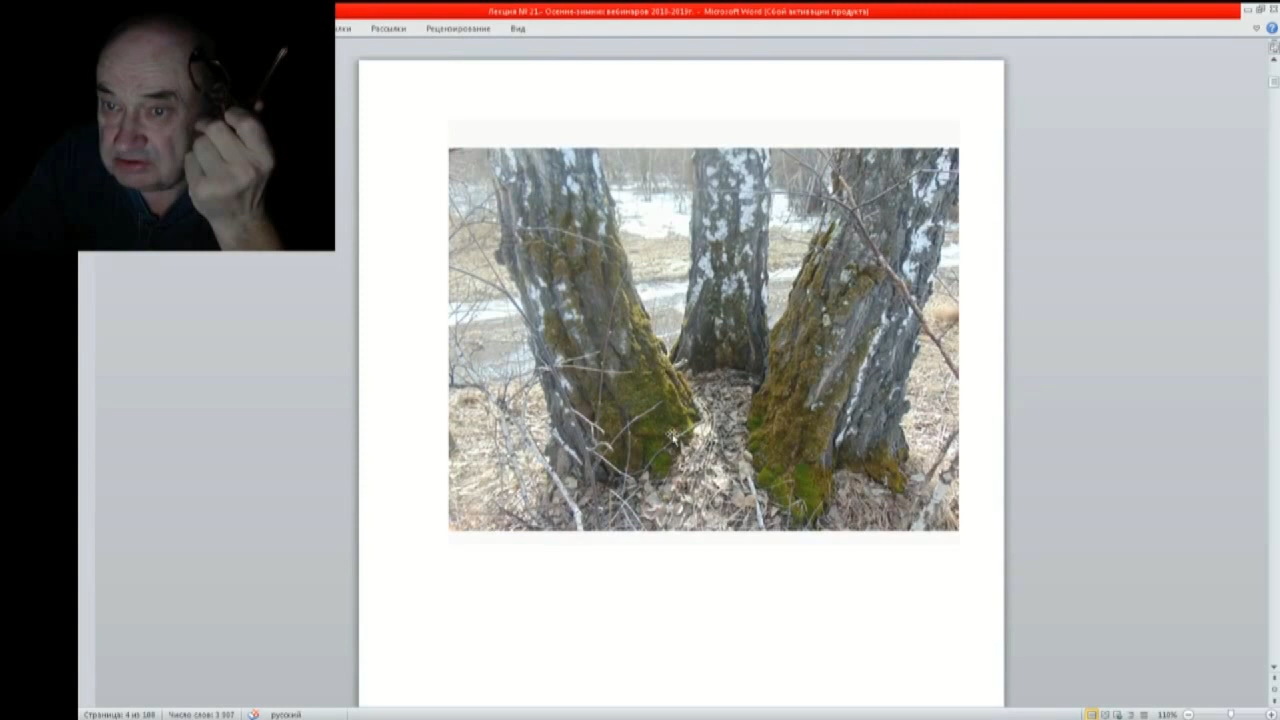 Лекция № 21.- Осенне-зимних вебинаров 2018-2019г. - Microsoft Word (Сбой активации продукта)
Рассылки Рецензирование Вид
Страница: 4 из 108 Число слов: 3 007 русский 110%